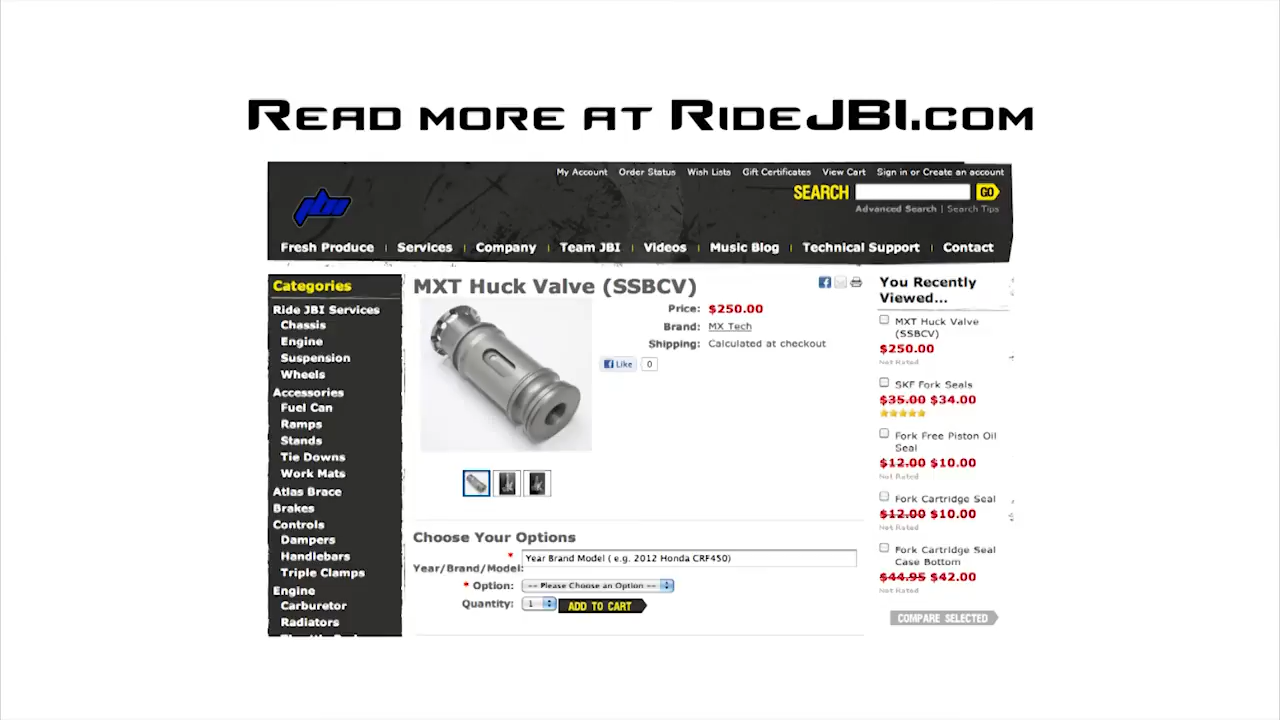 Read more at RideJBI.com
My Account Order Status Wish Lists Gift Certificates View Cart Sign in or Create an account
jbi
SEARCH GO
Advanced Search | Search Tips
Fresh Produce | Services | Company | Team JBI | Videos | Music Blog | Technical Support | Contact
Categories
Ride JBI Services
Chassis
Engine
Suspension
Wheels
Accessories
Fuel Can
Ramps
Stands
Tie Downs
Work Mats
Atlas Brace
Brakes
Controls
Dampers
Handlebars
Triple Clamps
Engine
Carburetor
Radiators
MXT Huck Valve (SSBCV)
Price: $250.00
Brand: MX Tech
Shipping: Calculated at checkout
Like 0
Choose Your Options
* Year/Brand/Model: Year Brand Model ( e.g. 2012 Honda CRF450)
* Option: -- Please Choose an Option --
Quantity: 1 ADD TO CART
You Recently
Viewed...
MXT Huck Valve
(SSBCV)
$250.00
Not Rated
SKF Fork Seals
$35.00 $34.00
Fork Free Piston Oil
Seal
$12.00 $10.00
Not Rated
Fork Cartridge Seal
$12.00 $10.00
Not Rated
Fork Cartridge Seal
Case Bottom
$44.95 $42.00
Not Rated
COMPARE SELECTED